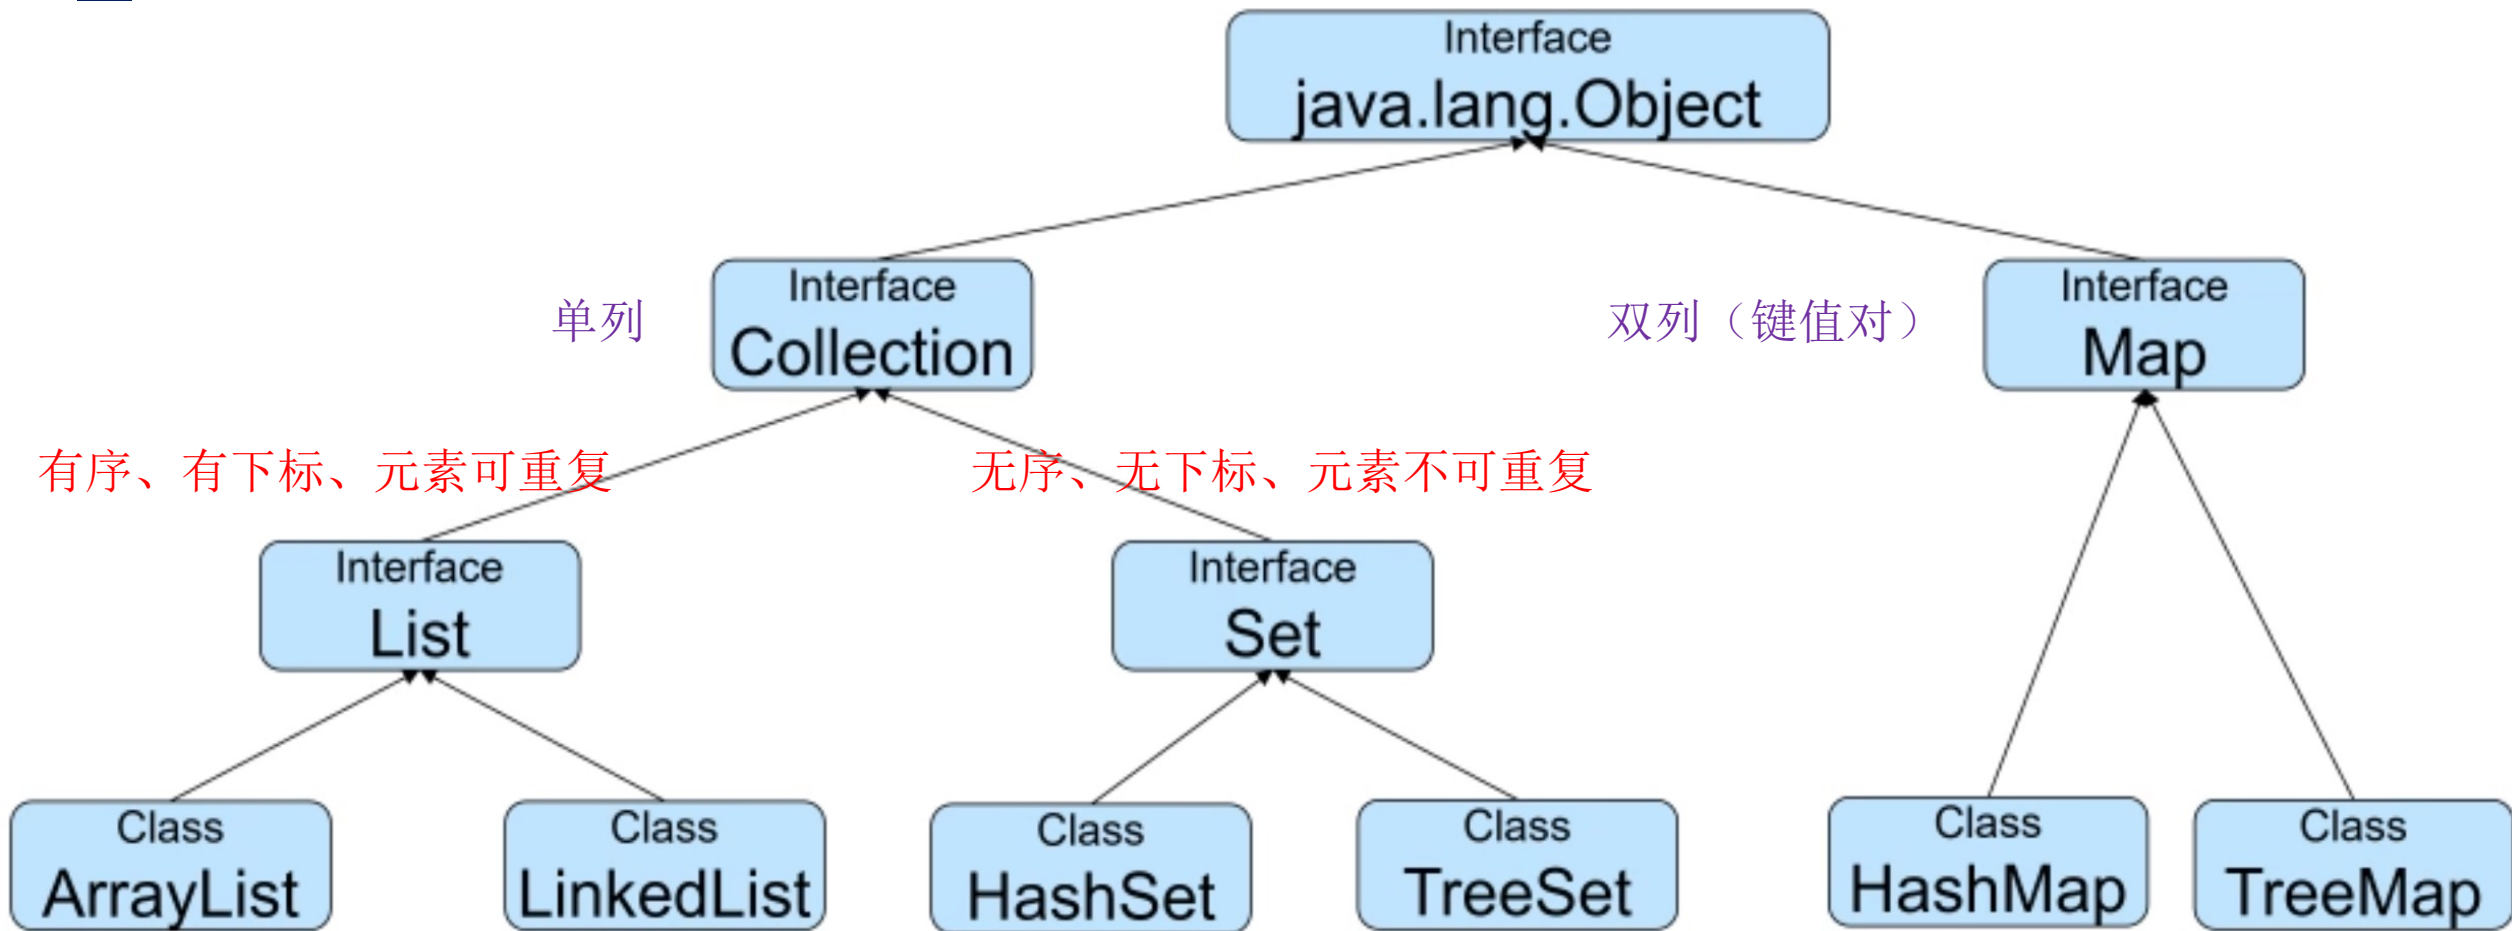 Interface
java.lang.Object
单列
Interface
Collection
双列（键值对）
Interface
Map
有序、有下标、元素可重复
无序、无下标、元素不可重复
Interface
List
Interface
Set
Class
ArrayList
Class
LinkedList
Class
HashSet
Class
TreeSet
Class
HashMap
Class
TreeMap